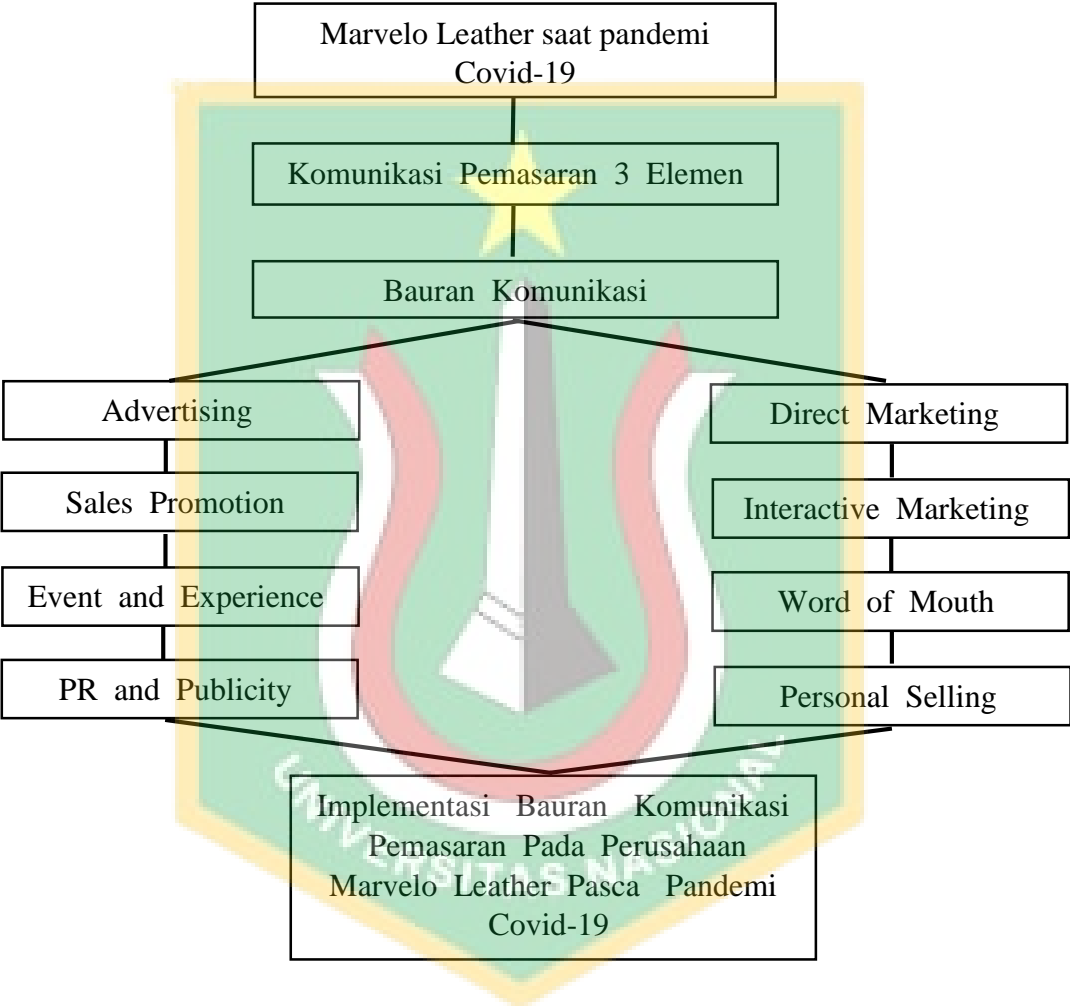 Marvelo Leather saat pandemi
Covid-19
Komunikasi Pemasaran 3 Elemen
Bauran Komunikasi
Advertising
Direct Marketing
Sales Promotion
Interactive Marketing
Event and Experience
Word of Mouth
PR and Publicity
Personal Selling
Implementasi Bauran Komunikasi
Pemasaran Pada Perusahaan
Marvelo Leather Pasca Pandemi
Covid-19
UNIVERSITAS NASIONAL